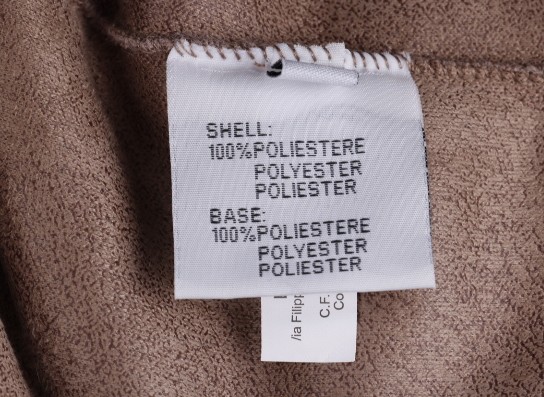 SHELL:
100%POLIESTERE
POLYESTER
POLIESTER
BASE:
100%POLIESTERE
POLYESTER
POLIESTER
C.F.